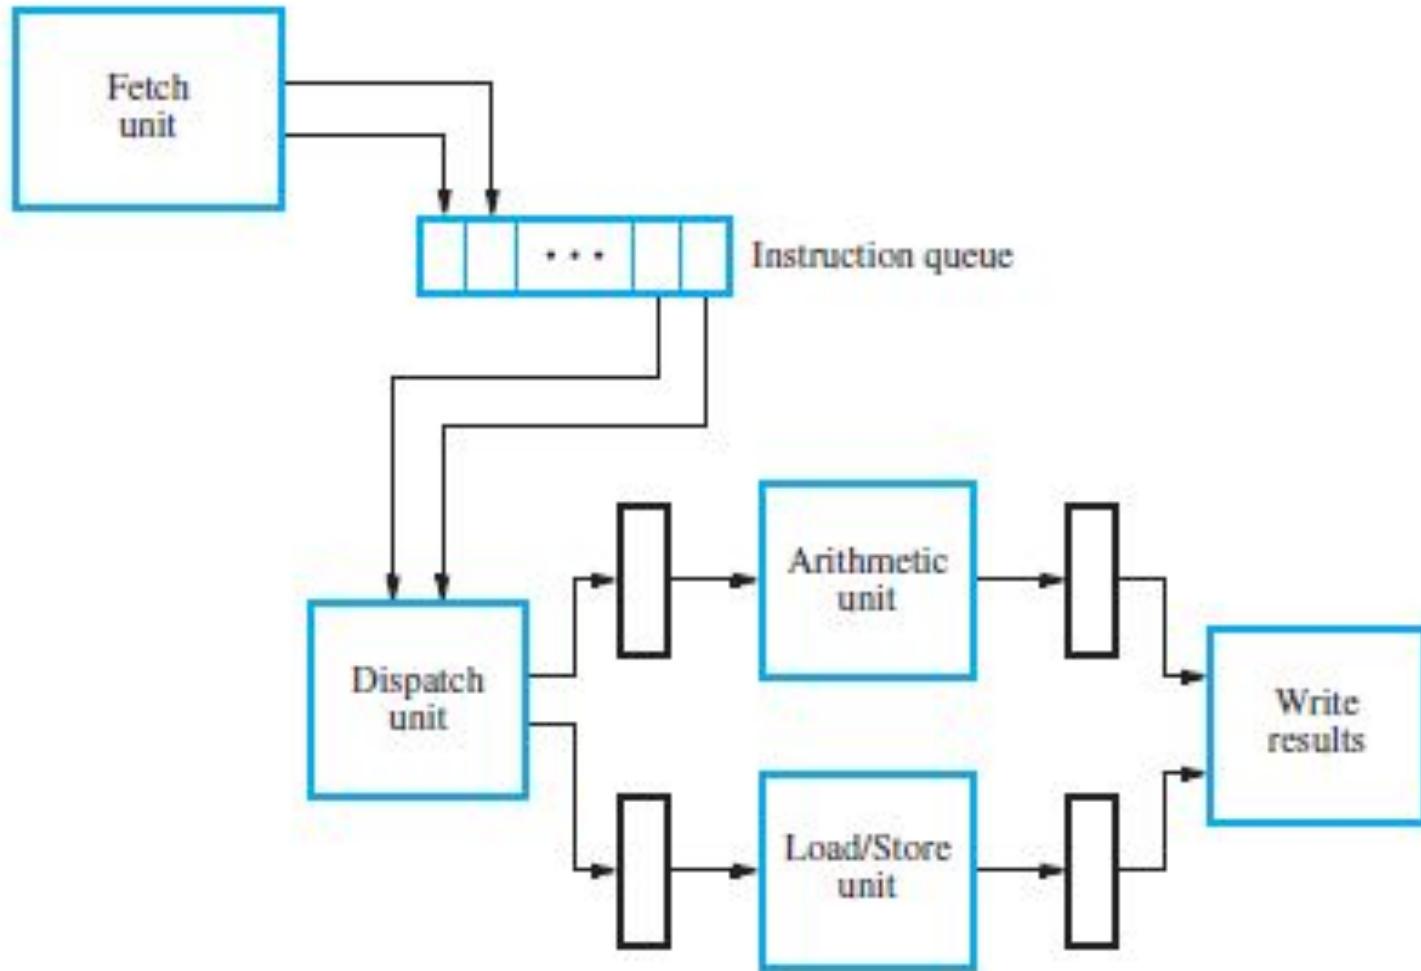 Fetch
unit
• • •
Instruction queue
Arithmetic
unit
Dispatch
unit
Write
results
Load/Store
unit